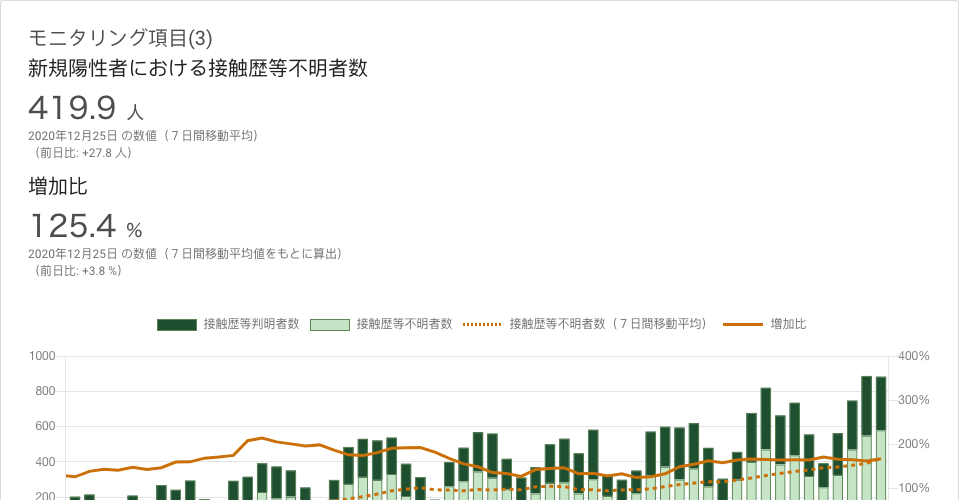 モニタリング項目(3)
新規陽性者における接触歴等不明者数
419.9 人
2020年12月25日 の数値（７日間移動平均）
（前日比: +27.8 人）
増加比
125.4 %
2020年12月25日 の数値（７日間移動平均値をもとに算出）
（前日比: +3.8 %）
接触歴等判明者数 接触歴等不明者数 接触歴等不明者数（７日間移動平均） 増加比
1000 400%
800 300%
600 200%
400 100%
200